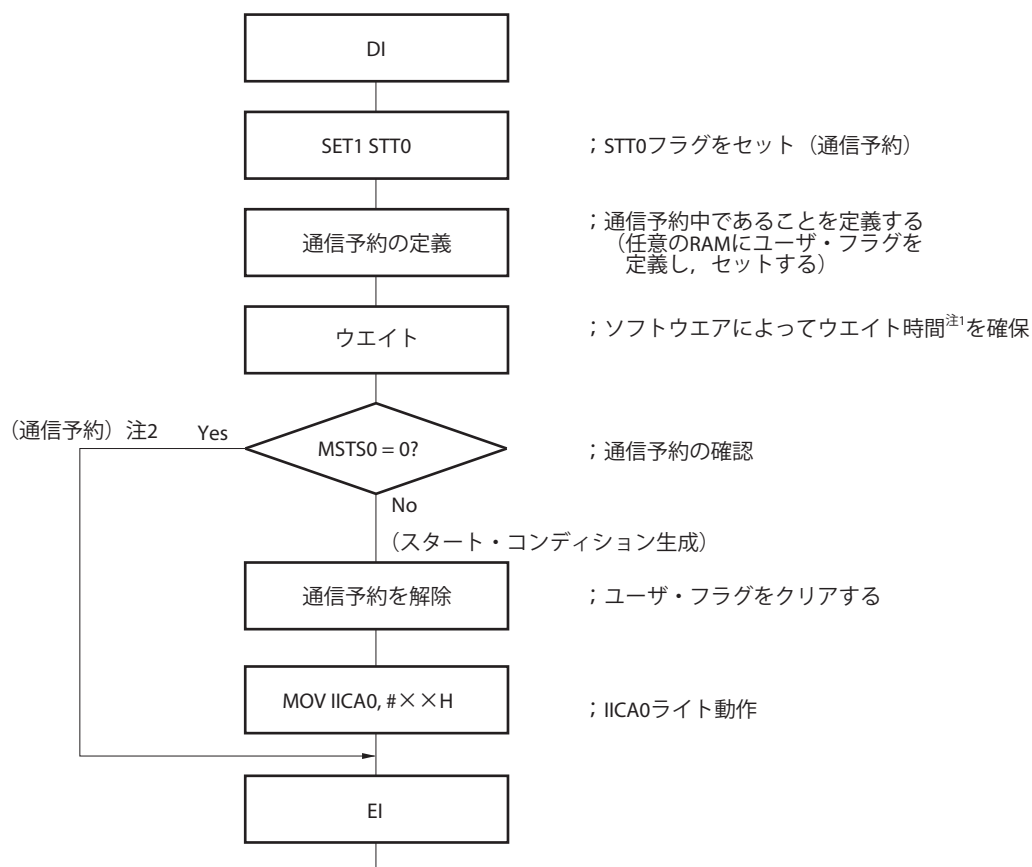 DI
SET1 STT0
；STT0フラグをセット（通信予約）
通信予約の定義
；通信予約中であることを定義する
（任意のRAMにユーザ・フラグを
定義し，セットする）
ウエイト
；ソフトウエアによってウエイト時間注1を確保
（通信予約）注2
Yes
MSTS0 = 0?
；通信予約の確認
No
（スタート・コンディション生成）
通信予約を解除
；ユーザ・フラグをクリアする
MOV IICA0, #××H
；IICA0ライト動作
EI